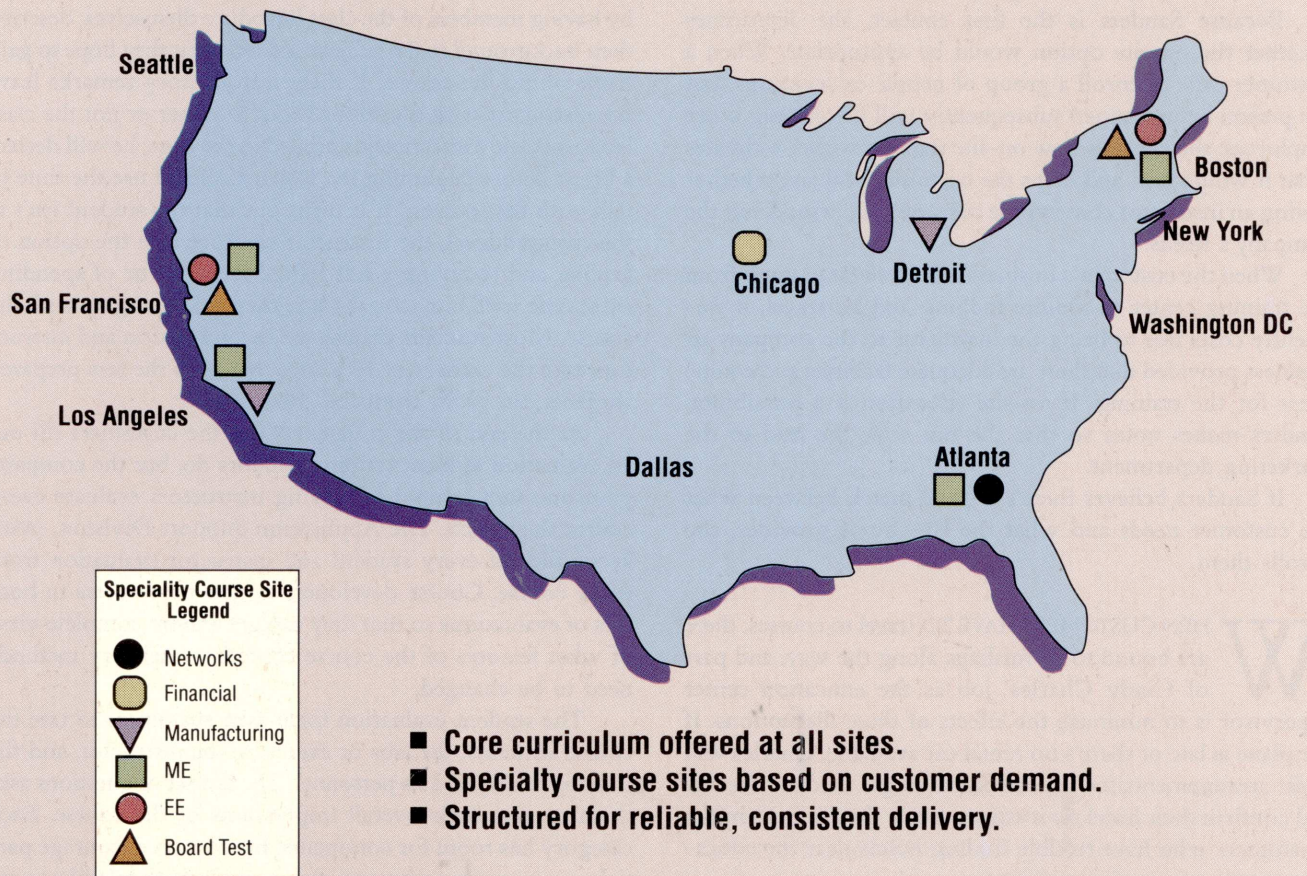 Seattle
San Francisco
Los Angeles
Dallas
Chicago
Detroit
Atlanta
Boston
New York
Washington DC
Speciality Course Site
Legend
Networks
Financial
Manufacturing
ME
EE
Board Test
■ Core curriculum offered at all sites.
■ Specialty course sites based on customer demand.
■ Structured for reliable, consistent delivery.